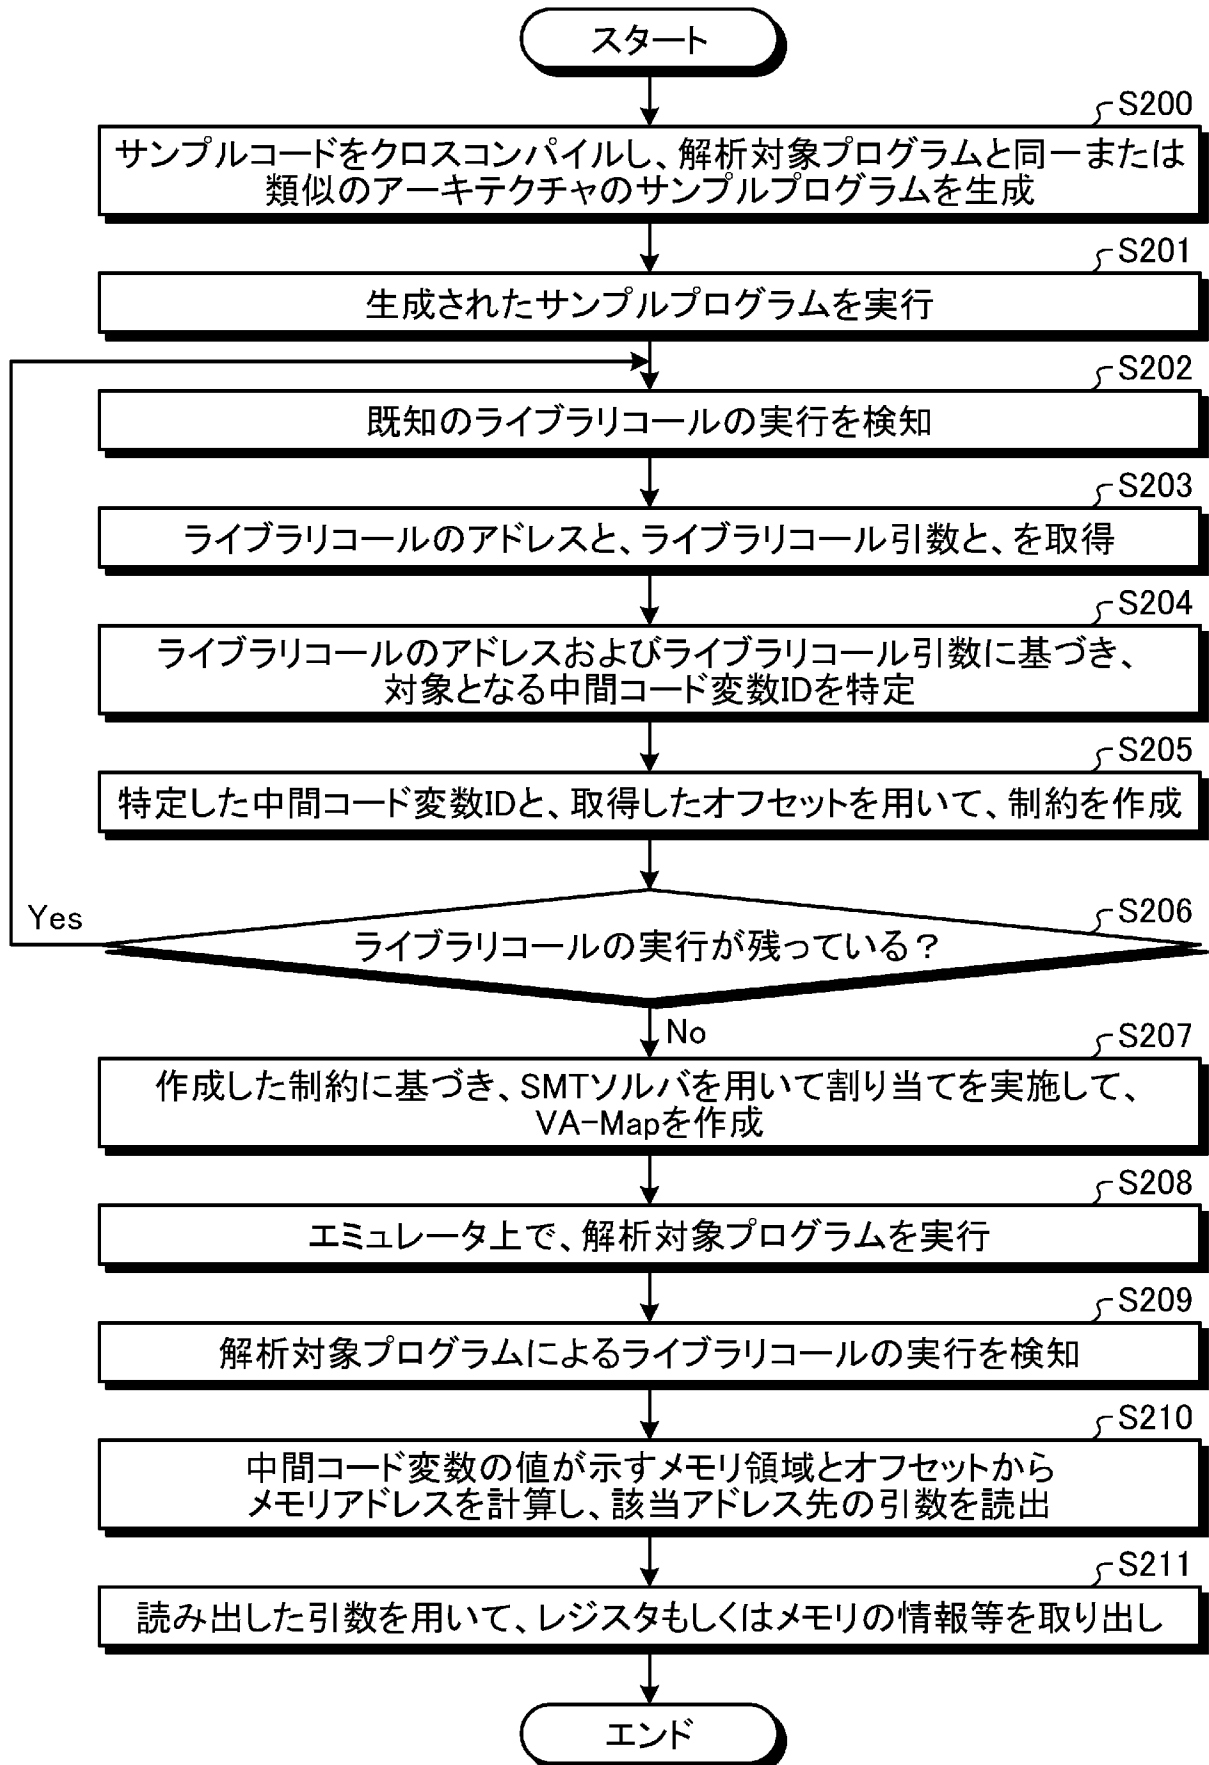 スタート
S200
サンプルコードをクロスコンパイルし、解析対象プログラムと同一または
類似のアーキテクチャのサンプルプログラムを生成
S201
生成されたサンプルプログラムを実行
S202
既知のライブラリコールの実行を検知
S203
ライブラリコールのアドレスと、ライブラリコール引数と、を取得
S204
ライブラリコールのアドレスおよびライブラリコール引数に基づき、
対象となる中間コード変数IDを特定
S205
特定した中間コード変数IDと、取得したオフセットを用いて、制約を作成
S206
Yes
ライブラリコールの実行が残っている？
No
S207
作成した制約に基づき、SMTソルバを用いて割り当てを実施して、
VA-Mapを作成
S208
エミュレータ上で、解析対象プログラムを実行
S209
解析対象プログラムによるライブラリコールの実行を検知
S210
中間コード変数の値が示すメモリ領域とオフセットから
メモリアドレスを計算し、該当アドレス先の引数を読出
S211
読み出した引数を用いて、レジスタもしくはメモリの情報等を取り出し
エンド